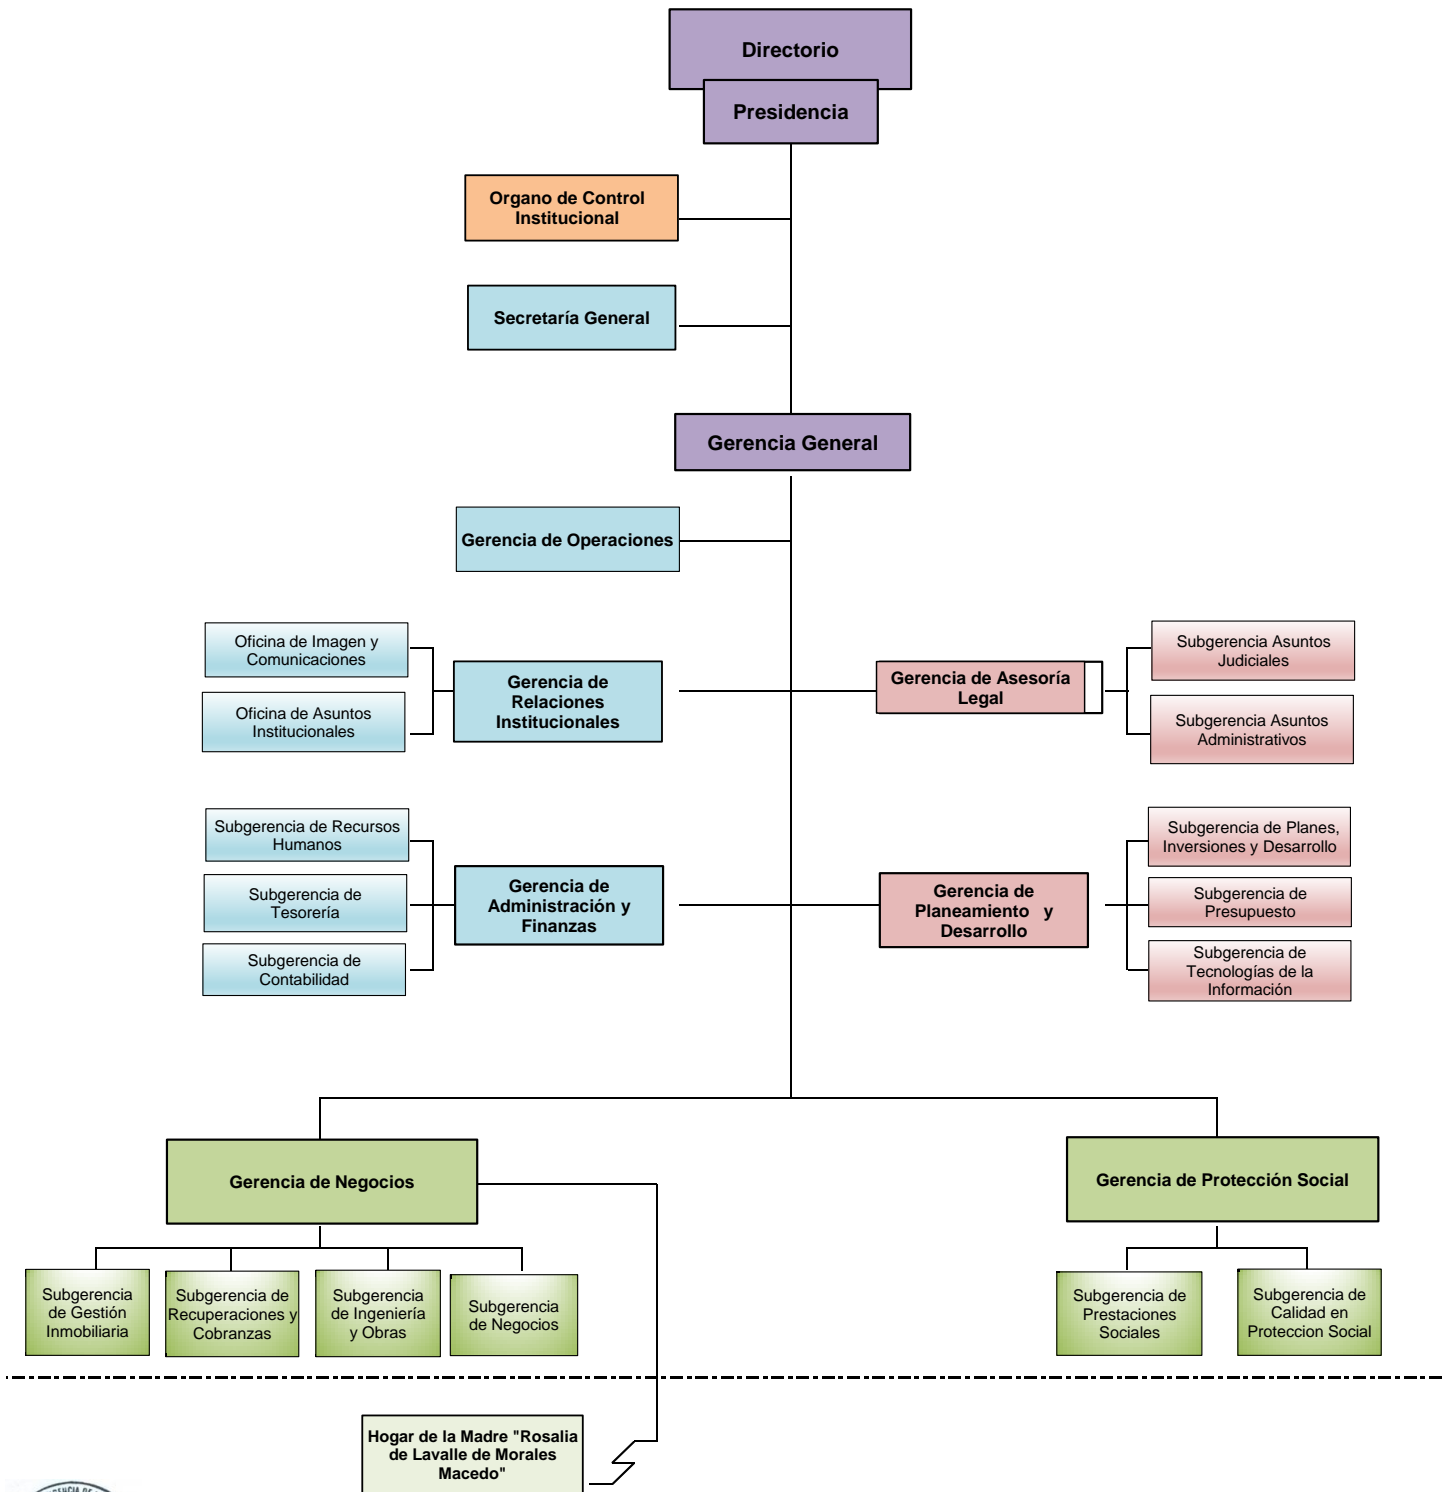 Directorio
Presidencia
Organo de Control
Institucional
Secretaría General
Gerencia General
Gerencia de Operaciones
Oficina de Imagen y
Comunicaciones
Oficina de Asuntos
Institucionales
Gerencia de
Relaciones
Institucionales
Gerencia de Asesoría
Legal
Subgerencia Asuntos
Judiciales
Subgerencia Asuntos
Administrativos
Subgerencia de Recursos
Humanos
Subgerencia de
Tesorería
Subgerencia de
Contabilidad
Gerencia de
Administración y
Finanzas
Gerencia de
Planeamiento y
Desarrollo
Subgerencia de Planes,
Inversiones y Desarrollo
Subgerencia de
Presupuesto
Subgerencia de
Tecnologías de la
Información
Gerencia de Negocios
Gerencia de Protección Social
Subgerencia
de Gestión
Inmobiliaria
Subgerencia de
Recuperaciones y
Cobranzas
Subgerencia
de Ingeniería
y Obras
Subgerencia
de Negocios
Subgerencia de
Prestaciones
Sociales
Subgerencia de
Calidad en
Proteccion Social
Hogar de la Madre "Rosalia
de Lavalle de Morales
Macedo"